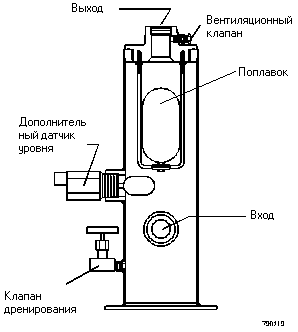 Выход
Вентиляционный
клапан
Поплавок
Дополнитель
ный датчик
уровня
Вход
Клапан
дренирования